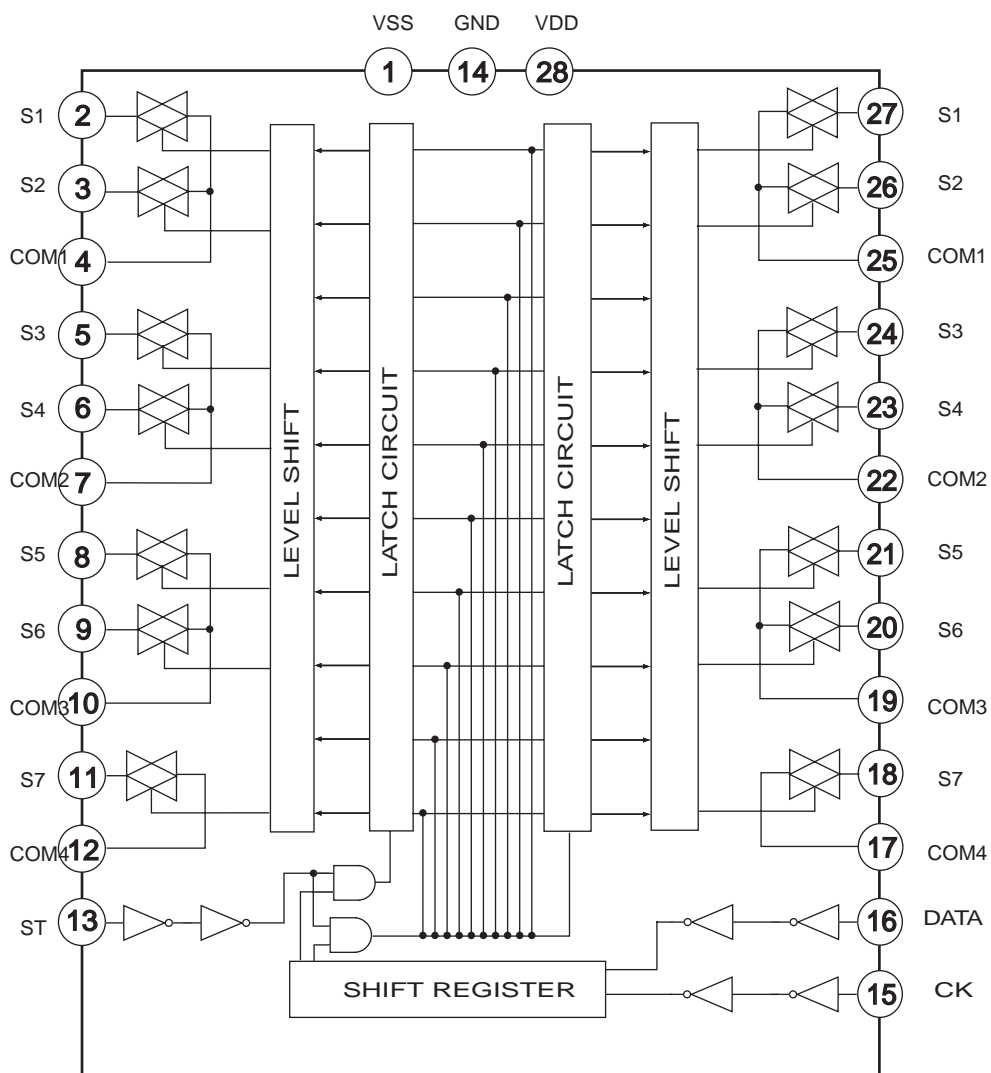 VSS GND VDD
1 14 28
S1 2 27 S1
S2 3 26 S2
COM1 4 25 COM1
S3 5 24 S3
S4 6 23 S4
COM2 7 22 COM2
S5 8 21 S5
S6 9 20 S6
COM3 10 19 COM3
S7 11 18 S7
COM4 12 17 COM4
LEVEL SHIFT
LATCH CIRCUIT
LATCH CIRCUIT
LEVEL SHIFT
ST 13 16 DATA
SHIFT REGISTER 15 CK